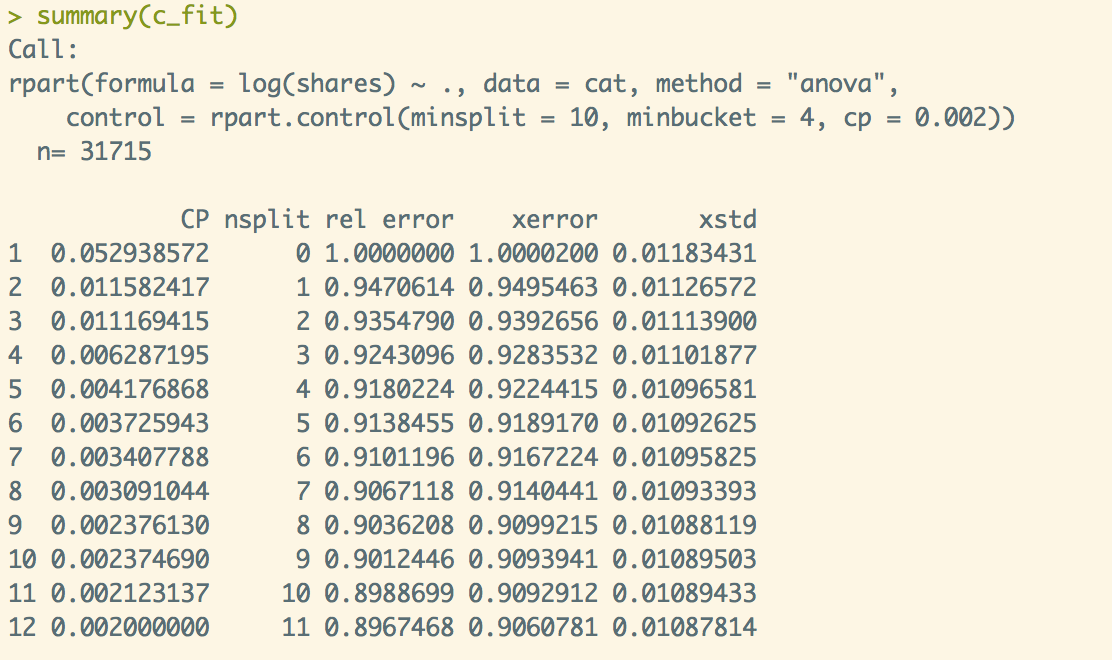 > summary(c_fit)
Call:
rpart(formula = log(shares) ~ ., data = cat, method = "anova",
    control = rpart.control(minsplit = 10, minbucket = 4, cp = 0.002))
  n= 31715

            CP nsplit rel error    xerror       xstd
1  0.052938572      0 1.0000000 1.0000200 0.01183431
2  0.011582417      1 0.9470614 0.9495463 0.01126572
3  0.011169415      2 0.9354790 0.9392656 0.01113900
4  0.006287195      3 0.9243096 0.9283532 0.01101877
5  0.004176868      4 0.9180224 0.9224415 0.01096581
6  0.003725943      5 0.9138455 0.9189170 0.01092625
7  0.003407788      6 0.9101196 0.9167224 0.01095825
8  0.003091044      7 0.9067118 0.9140441 0.01093393
9  0.002376130      8 0.9036208 0.9099215 0.01088119
10 0.002374690      9 0.9012446 0.9093941 0.01089503
11 0.002123137     10 0.8988699 0.9092912 0.01089433
12 0.002000000     11 0.8967468 0.9060781 0.01087814